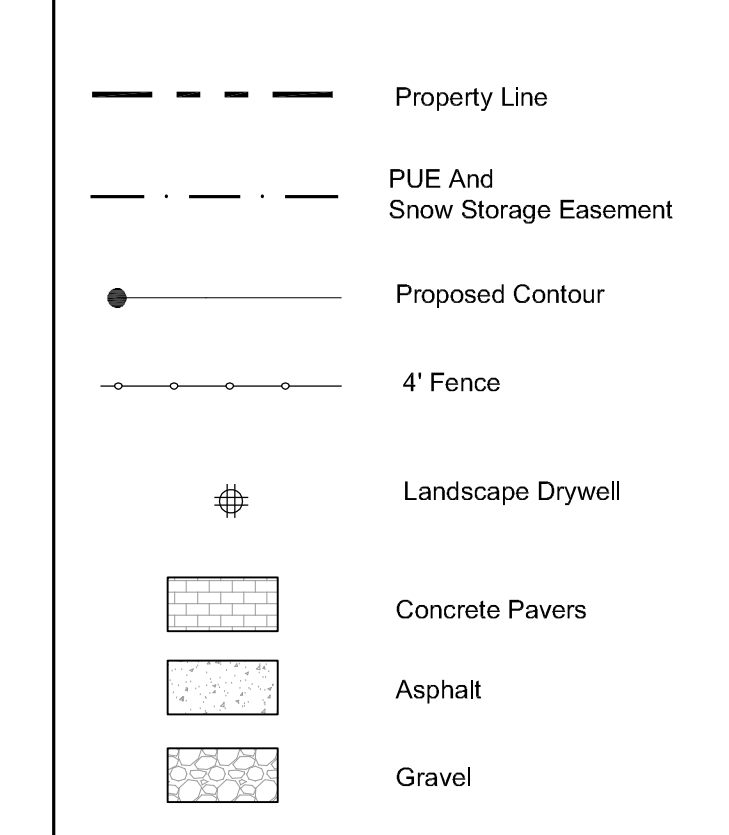 Property Line
PUE And
Snow Storage Easement
Proposed Contour
4' Fence
Landscape Drywell
Concrete Pavers
Asphalt
Gravel